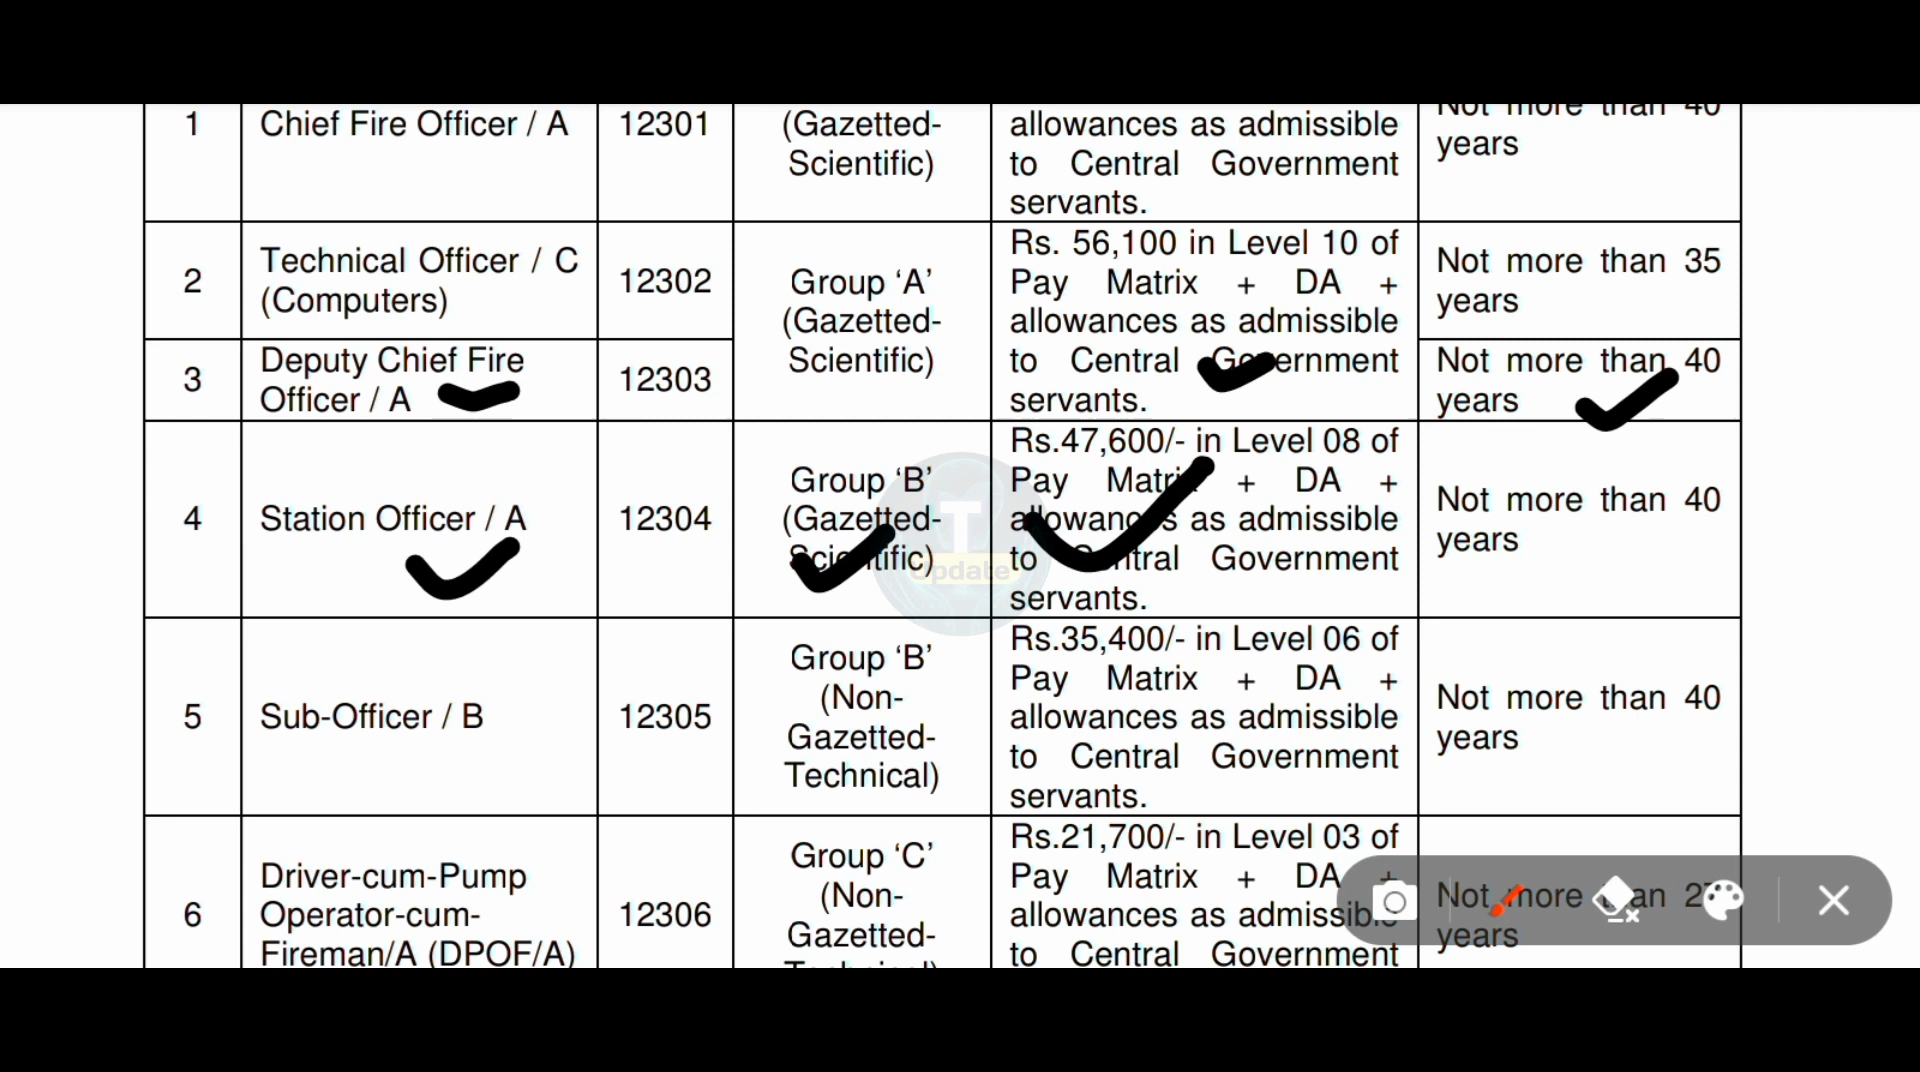 1
Chief Fire Officer / A
12301
(Gazetted-
Scientific)
allowances as admissible
to Central Government
servants.
Not more than 40
years
2
Technical Officer / C
(Computers)
12302
Group ‘A’
(Gazetted-
Scientific)
Rs. 56,100 in Level 10 of
Pay Matrix + DA +
allowances as admissible
to Central Government
servants.
Not more than 35
years
3
Deputy Chief Fire
Officer / A
12303
Not more than 40
years
4
Station Officer / A
12304
Group ‘B’
(Gazetted-
Scientific)
Rs.47,600/- in Level 08 of
Pay Matrix + DA +
allowances as admissible
to Central Government
servants.
Not more than 40
years
T
Update
5
Sub-Officer / B
12305
Group ‘B’
(Non-
Gazetted-
Technical)
Rs.35,400/- in Level 06 of
Pay Matrix + DA +
allowances as admissible
to Central Government
servants.
Not more than 40
years
6
Driver-cum-Pump
Operator-cum-
Fireman/A (DPOF/A)
12306
Group ‘C’
(Non-
Gazetted-
Rs.21,700/- in Level 03 of
Pay Matrix + DA +
allowances as admissible
to Central Government
Not more than
years